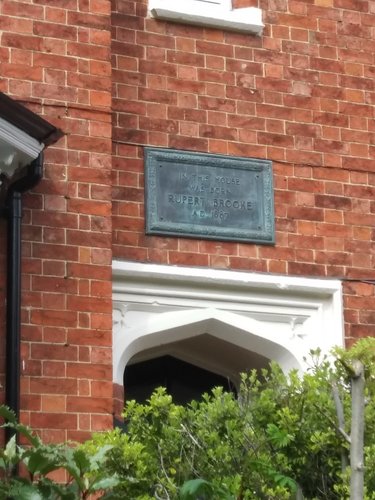 IN THIS HOUSE
WAS BORN
RUPERT BROOKE
A.D. 1887